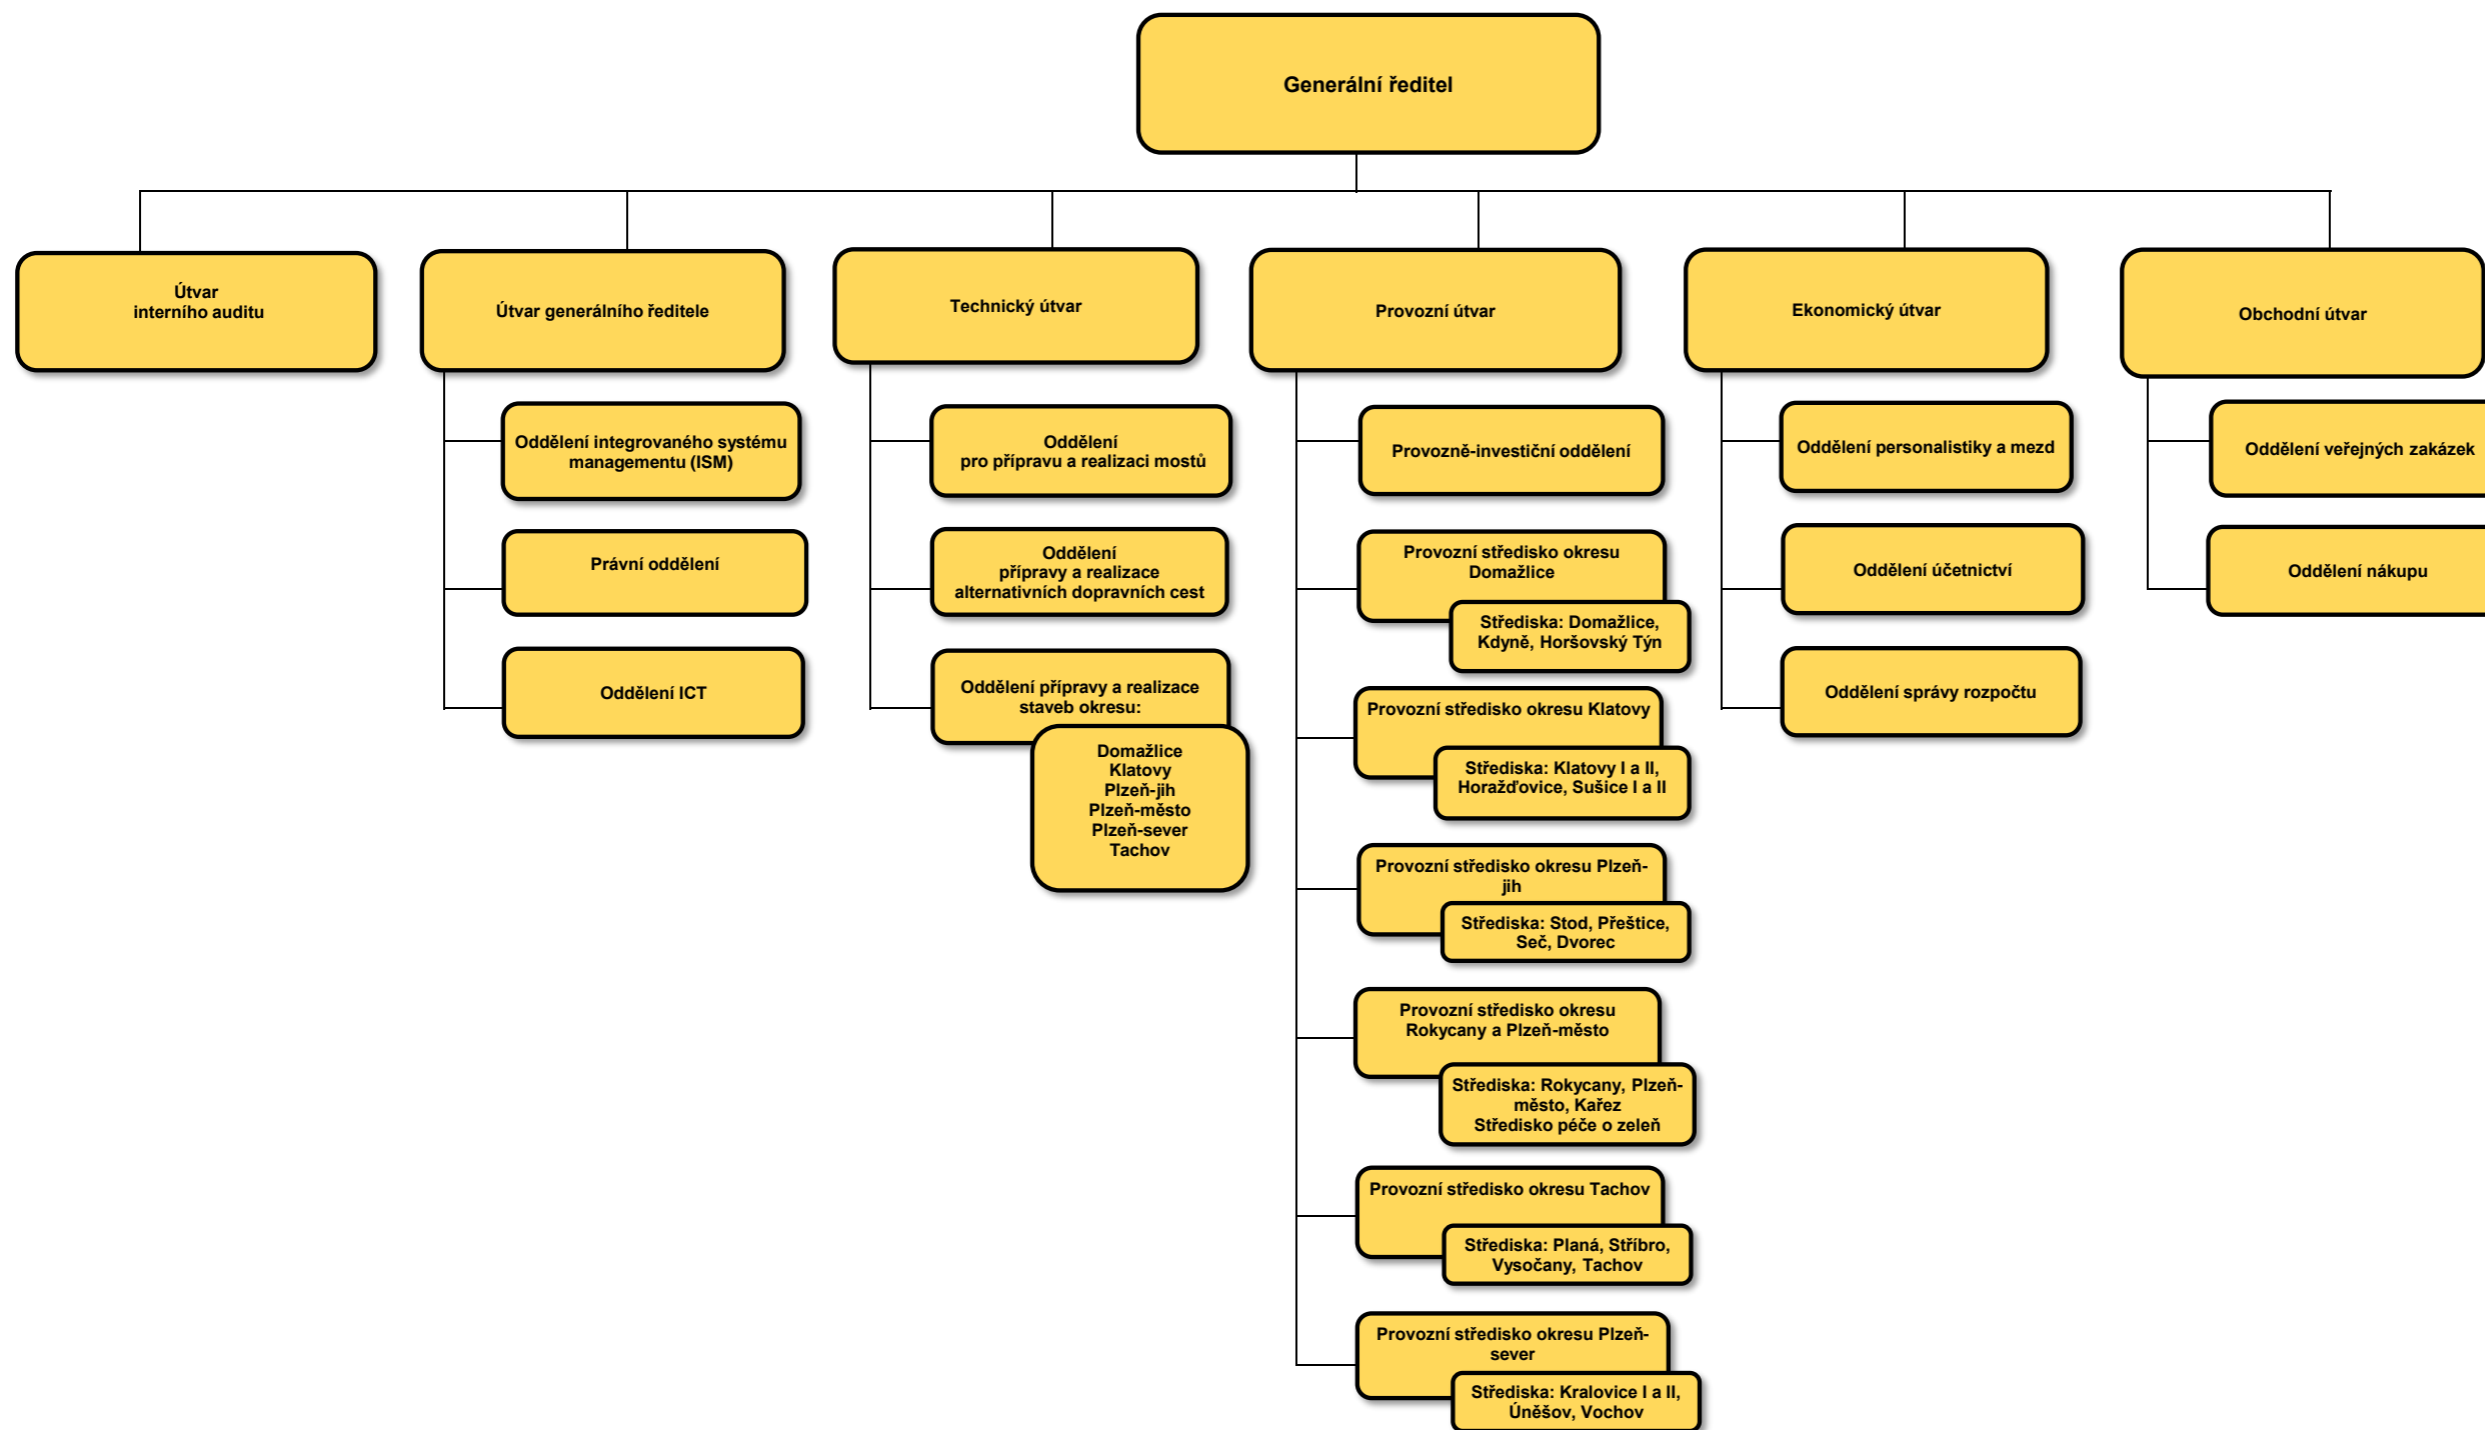 Generální ředitel
Útvar
interního auditu
Útvar generálního ředitele
Technický útvar
Provozní útvar
Ekonomický útvar
Obchodní útvar
Oddělení integrovaného systému
managementu (ISM)
Právní oddělení
Oddělení ICT
Oddělení
pro přípravu a realizaci mostů
Oddělení
přípravy a realizace
alternativních dopravních cest
Oddělení přípravy a realizace
staveb okresu:
Domažlice
Klatovy
Plzeň-jih
Plzeň-město
Plzeň-sever
Tachov
Provozně-investiční oddělení
Provozní středisko okresu
Domažlice
Střediska: Domažlice,
Kdyně, Horšovský Týn
Provozní středisko okresu Klatovy
Střediska: Klatovy I a II,
Horažďovice, Sušice I a II
Provozní středisko okresu Plzeň-
jih
Střediska: Stod, Přeštice,
Seč, Dvorec
Provozní středisko okresu
Rokycany a Plzeň-město
Střediska: Rokycany, Plzeň-
město, Kařez
Středisko péče o zeleň
Provozní středisko okresu Tachov
Střediska: Planá, Stříbro,
Vysočany, Tachov
Provozní středisko okresu Plzeň-
sever
Střediska: Kralovice I a II,
Úněšov, Vochov
Oddělení personalistiky a mezd
Oddělení účetnictví
Oddělení správy rozpočtu
Oddělení veřejných zakázek
Oddělení nákupu